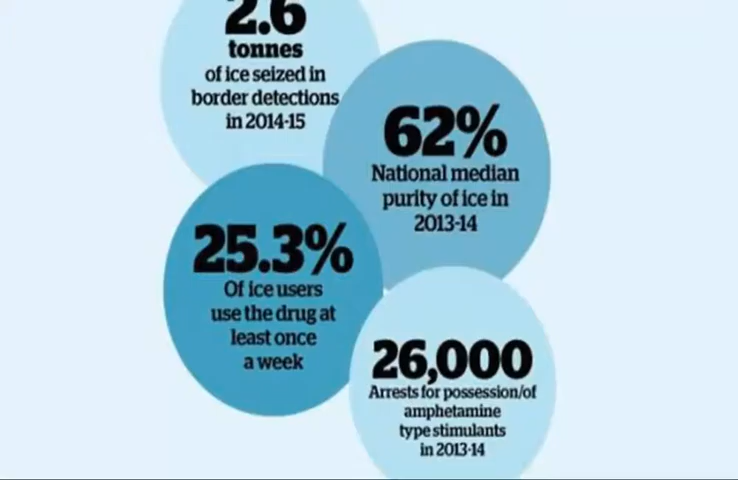 2.6
tonnes
of ice seized in
border detections
in 2014-15
62%
National median
purity of ice in
2013-14
25.3%
Of ice users
use the drug at
least once
a week
26,000
Arrests for possession/of
amphetamine
type stimulants
in 2013-14